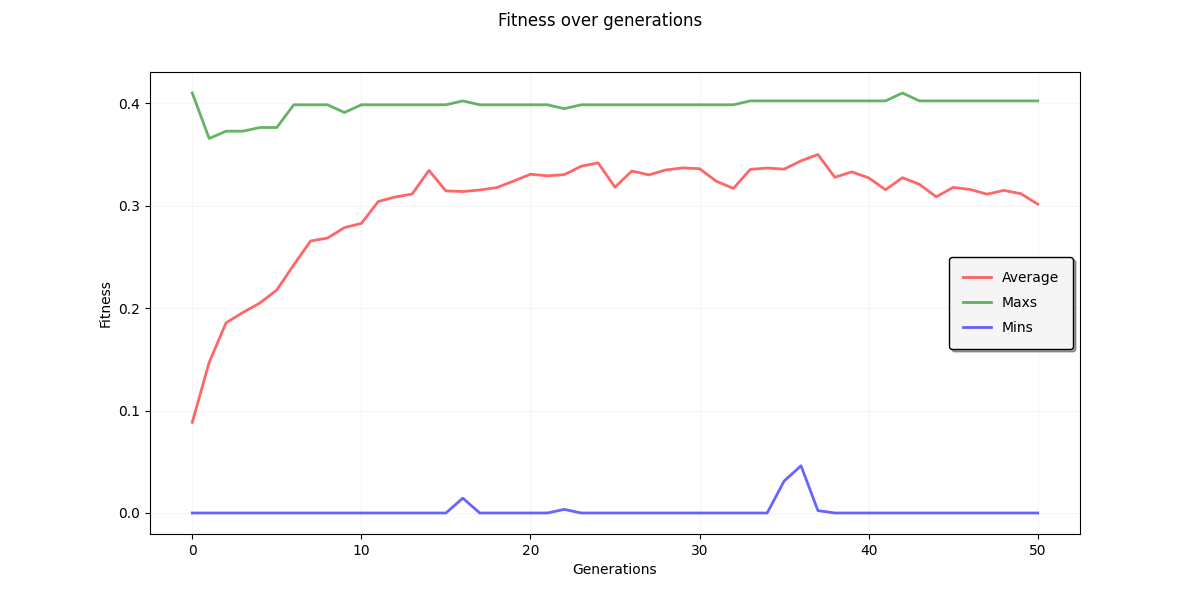 Fitness over generations
0.4
0.3
0.2
0.1
0.0
Fitness
Average
Maxs
Mins
0 10 20 30 40 50
Generations